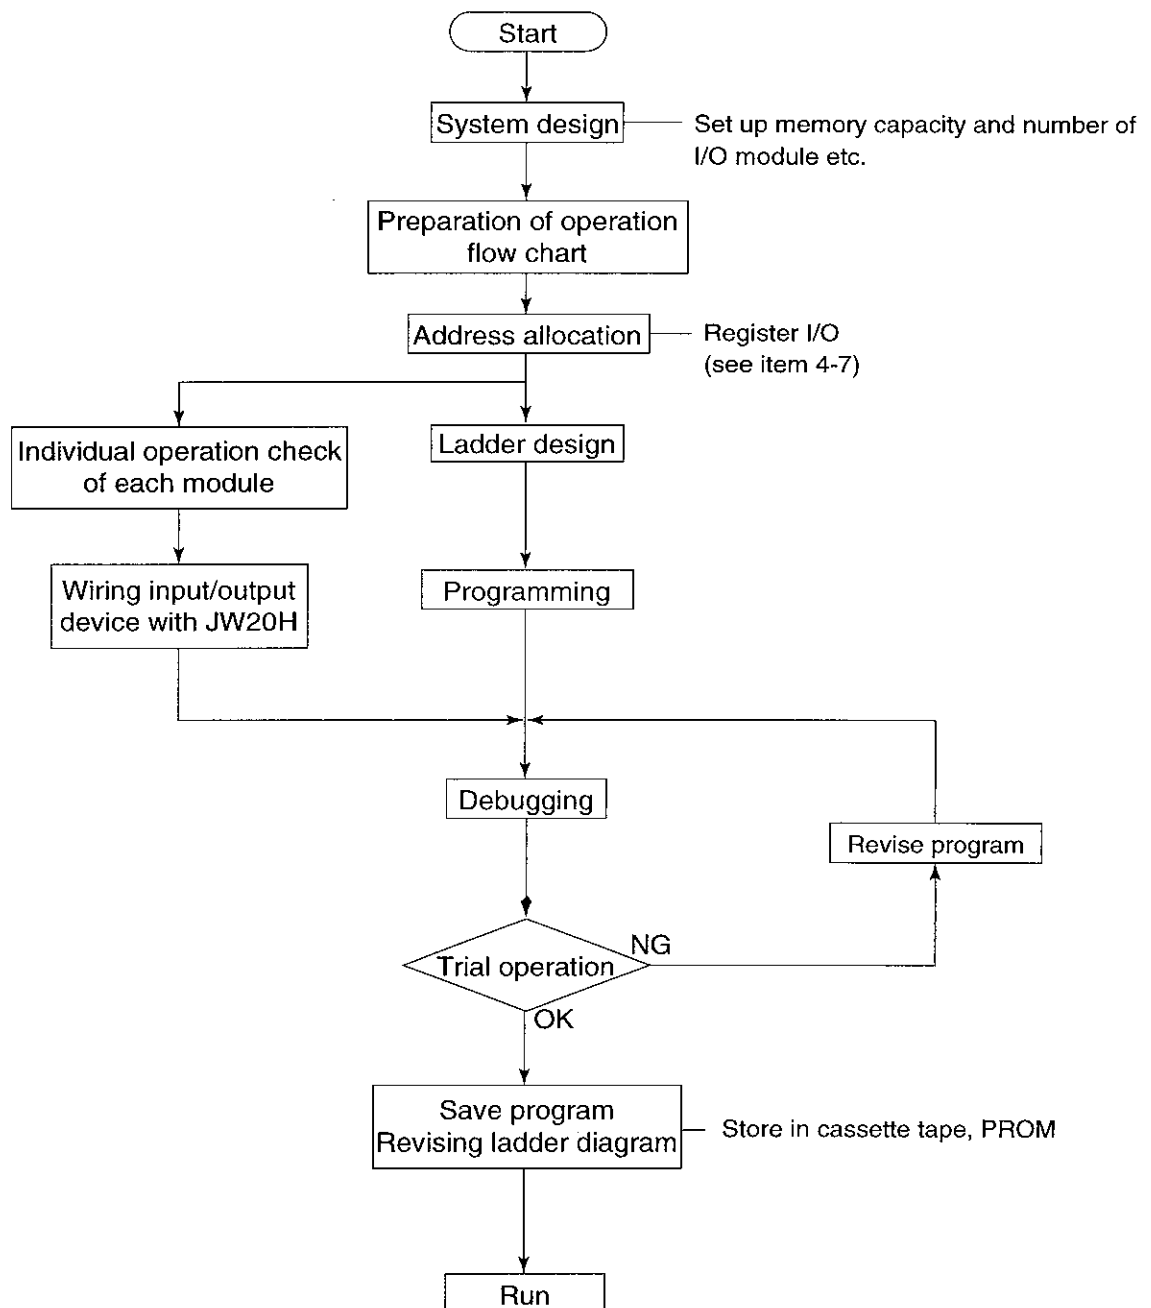 Start
System design
Set up memory capacity and number of
I/O module etc.
Preparation of operation
flow chart
Address allocation
Register I/O
(see item 4-7)
Individual operation check
of each module
Ladder design
Wiring input/output
device with JW20H
Programming
Debugging
Revise program
NG
Trial operation
OK
Save program
Revising ladder diagram
Store in cassette tape, PROM
Run